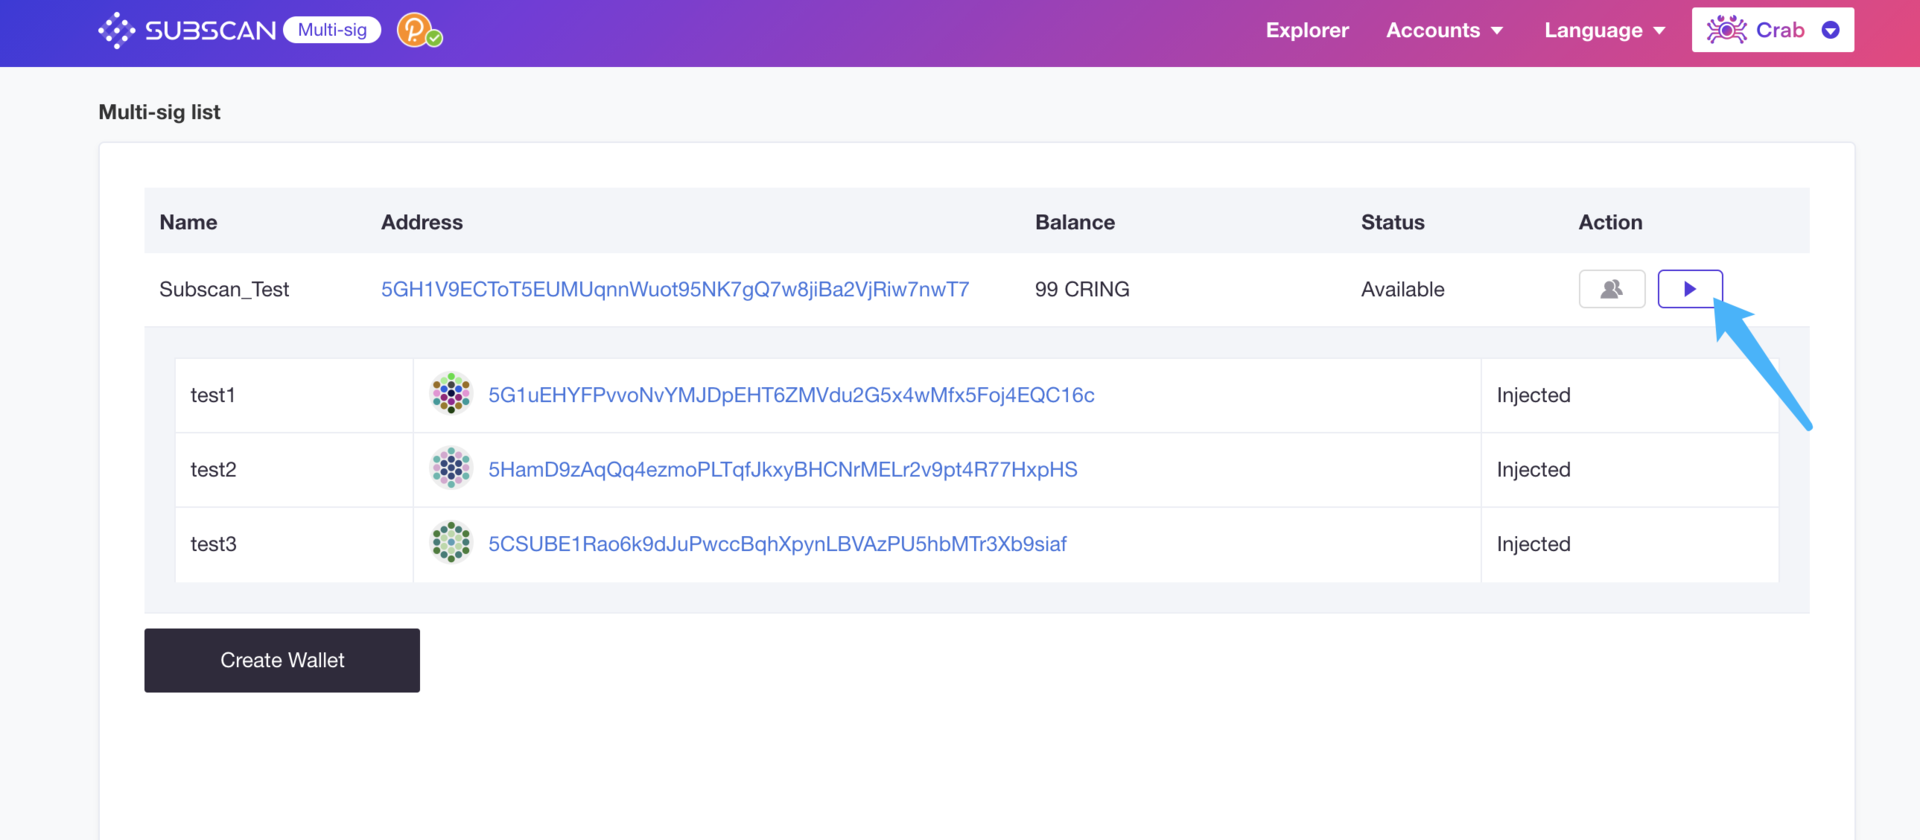 SUBSCAN Multi-sig Explorer Accounts Language Crab
Multi-sig list
Name Address Balance Status Action
Subscan_Test 5GH1V9ECToT5EUMUqnnWuot95NK7gQ7w8jiBa2VjRiw7nwT7 99 CRING Available
test1 5G1uEHYFPvvoNvYMJDpEHT6ZMVdu2G5x4wMfx5Foj4EQC16c Injected
test2 5HamD9zAqQq4ezmoPLTqfJkxyBHCNrMELr2v9pt4R77HxpHS Injected
test3 5CSUBE1Rao6k9dJuPwccBqhXpynLBVAzPU5hbMTr3Xb9siaf Injected
Create Wallet